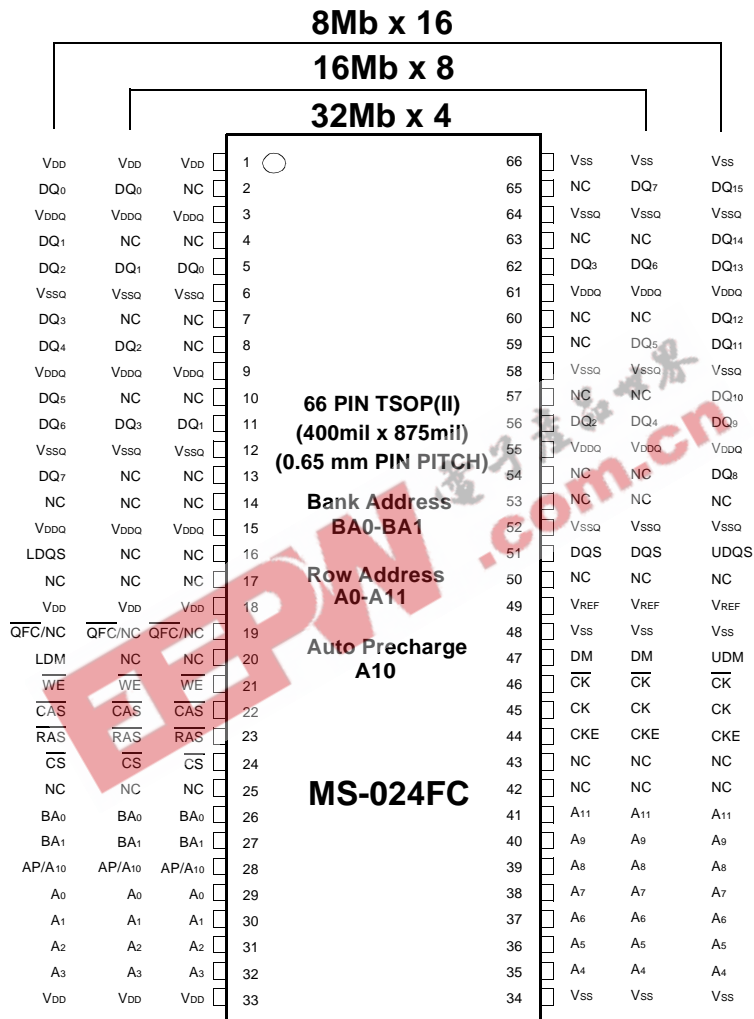 8Mb x 16
16Mb x 8
32Mb x 4
VDD VDD VDD 1 66 VSS VSS VSS
DQ0 DQ0 NC 2 65 NC DQ7 DQ15
VDDQ VDDQ VDDQ 3 64 VSSQ VSSQ VSSQ
DQ1 NC NC 4 63 NC NC DQ14
DQ2 DQ1 DQ0 5 62 DQ3 DQ6 DQ13
VSSQ VSSQ VSSQ 6 61 VDDQ VDDQ VDDQ
DQ3 NC NC 7 60 NC NC DQ12
DQ4 DQ2 NC 8 59 NC DQ5 DQ11
VDDQ VDDQ VDDQ 9 58 VSSQ VSSQ VSSQ
DQ5 NC NC 10 57 NC NC DQ10
DQ6 DQ3 DQ1 11 56 DQ2 DQ4 DQ9
VSSQ VSSQ VSSQ 12 55 VDDQ VDDQ VDDQ
DQ7 NC NC 13 54 NC NC DQ8
NC NC NC 14 53 NC NC NC
VDDQ VDDQ VDDQ 15 52 VSSQ VSSQ VSSQ
LDQS NC NC 16 51 DQS DQS UDQS
NC NC NC 17 50 NC NC NC
VDD VDD VDD 18 49 VREF VREF VREF
QFC/NC QFC/NC QFC/NC 19 48 VSS VSS VSS
LDM NC NC 20 47 DM DM UDM
WE WE WE 21 46 CK CK CK
CAS CAS CAS 22 45 CK CK CK
RAS RAS RAS 23 44 CKE CKE CKE
CS CS CS 24 43 NC NC NC
NC NC NC 25 42 NC NC NC
BA0 BA0 BA0 26 41 A11 A11 A11
BA1 BA1 BA1 27 40 A9 A9 A9
AP/A10 AP/A10 AP/A10 28 39 A8 A8 A8
A0 A0 A0 29 38 A7 A7 A7
A1 A1 A1 30 37 A6 A6 A6
A2 A2 A2 31 36 A5 A5 A5
A3 A3 A3 32 35 A4 A4 A4
VDD VDD VDD 33 34 VSS VSS VSS
66 PIN TSOP(II)
(400mil x 875mil)
(0.65 mm PIN PITCH)
Bank Address
BA0-BA1
Row Address
A0-A11
Auto Precharge
A10
MS-024FC
EEPW.com.cn